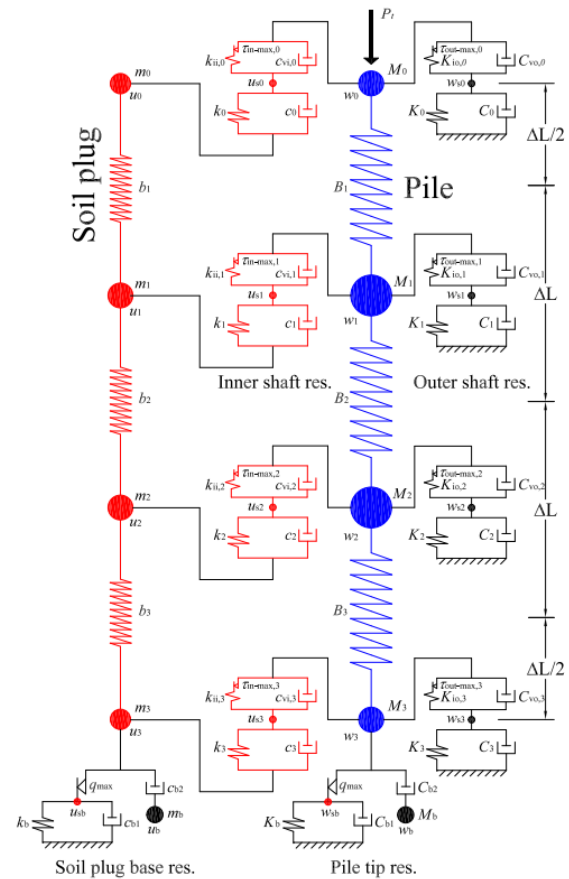 Pt
m0
kii,0
τin-max,0
cvi,0
us0
k0
c0
u0
M0
w0
τout-max,0
Kio,0
Cvo,0
ws0
K0
C0
ΔL/2
Soil plug
b1
B1
Pile
m1
kii,1
τin-max,1
cvi,1
us1
k1
c1
u1
M1
w1
τout-max,1
Kio,1
Cvo,1
ws1
K1
C1
ΔL
Inner shaft res.
Outer shaft res.
b2
B2
m2
kii,2
τin-max,2
cvi,2
us2
k2
c2
u2
M2
w2
τout-max,2
Kio,2
Cvo,2
ws2
K2
C2
ΔL
b3
B3
ΔL/2
m3
kii,3
τin-max,3
cvi,3
us3
k3
c3
u3
M3
w3
τout-max,3
Kio,3
Cvo,3
ws3
K3
C3
qmax
cb2
usb
mb
kb
cb1
ub
qmax
Cb2
wsb
Mb
Kb
Cb1
wb
Soil plug base res.
Pile tip res.